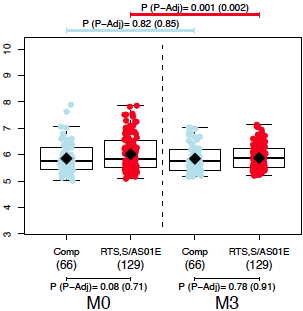 P (P−Adj)= 0.001 (0.002)
P (P−Adj)= 0.82 (0.85)
10
9
8
7
6
5
4
3
Comp RTS,S/AS01E Comp RTS,S/AS01E
(66) (129) (66) (129)
P (P−Adj)= 0.08 (0.71) P (P−Adj)= 0.78 (0.91)
M0 M3